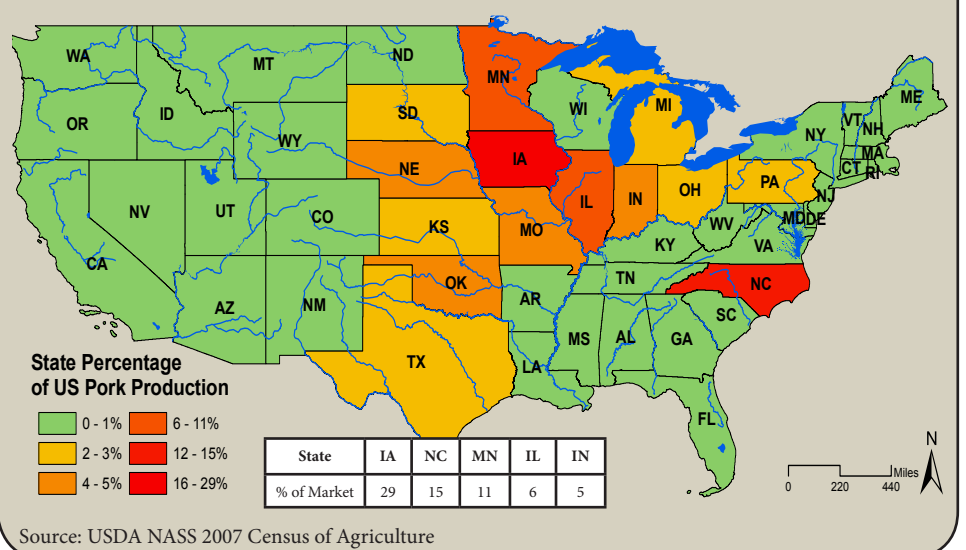 WA
MT
ND
MN
ME
OR
ID
SD
WI
MI
VT
NH
NY
WY
MA
IA
CT
RI
NE
PA
OH
NJ
NV
UT
CO
IL
IN
MD
DE
WV
KS
MO
KY
VA
CA
TN
NC
OK
AZ
NM
AR
SC
MS
AL
GA
TX
LA
FL
State Percentage
of US Pork Production
0 - 1%
6 - 11%
2 - 3%
12 - 15%
4 - 5%
16 - 29%
State IA NC MN IL IN
% of Market 29 15 11 6 5
N
Miles
0 220 440
Source: USDA NASS 2007 Census of Agriculture